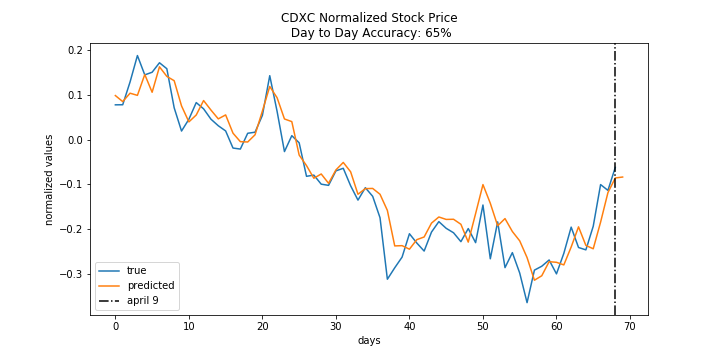 CDXC Normalized Stock Price
Day to Day Accuracy: 65%
normalized values
0.2
0.1
0.0
−0.1
−0.2
−0.3
true
predicted
april 9
0 10 20 30 40 50 60 70
days